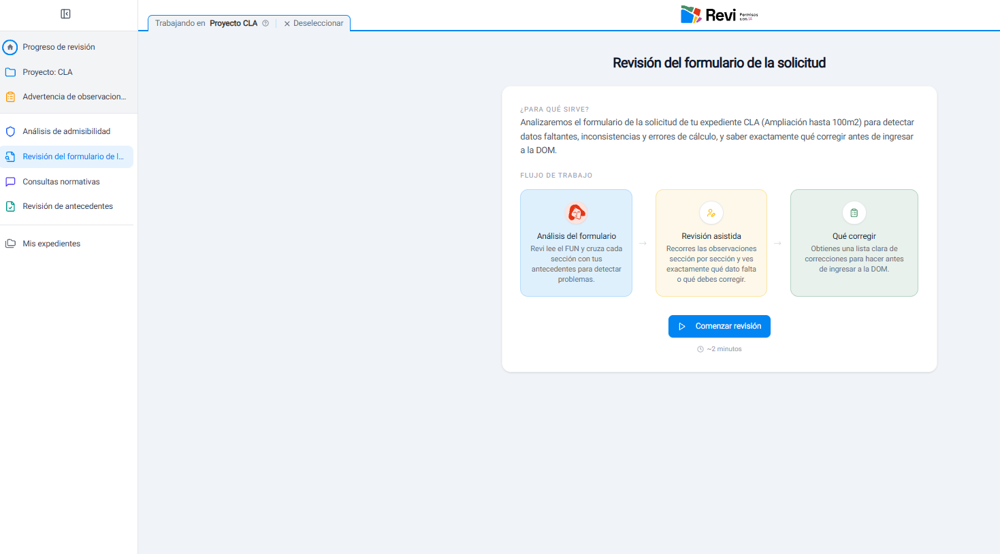 Trabajando en Proyecto CLA
Deseleccionar
Revi Permisos con IA
Progreso de revisión
Proyecto: CLA
Advertencia de observacion...
Análisis de admisibilidad
Revisión del formulario de l...
Consultas normativas
Revisión de antecedentes
Mis expedientes
Revisión del formulario de la solicitud
¿PARA QUÉ SIRVE?
Analizaremos el formulario de la solicitud de tu expediente CLA (Ampliación hasta 100m2) para detectar
datos faltantes, inconsistencias y errores de cálculo, y saber exactamente qué corregir antes de ingresar
a la DOM.
FLUJO DE TRABAJO
Análisis del formulario
Revi lee el FUN y cruza cada
sección con tus
antecedentes para detectar
problemas.
Revisión asistida
Recorres las observaciones
sección por sección y ves
exactamente qué dato falta
o qué debes corregir.
Qué corregir
Obtienes una lista clara de
correcciones para hacer antes
de ingresar a la DOM.
Comenzar revisión
~2 minutos